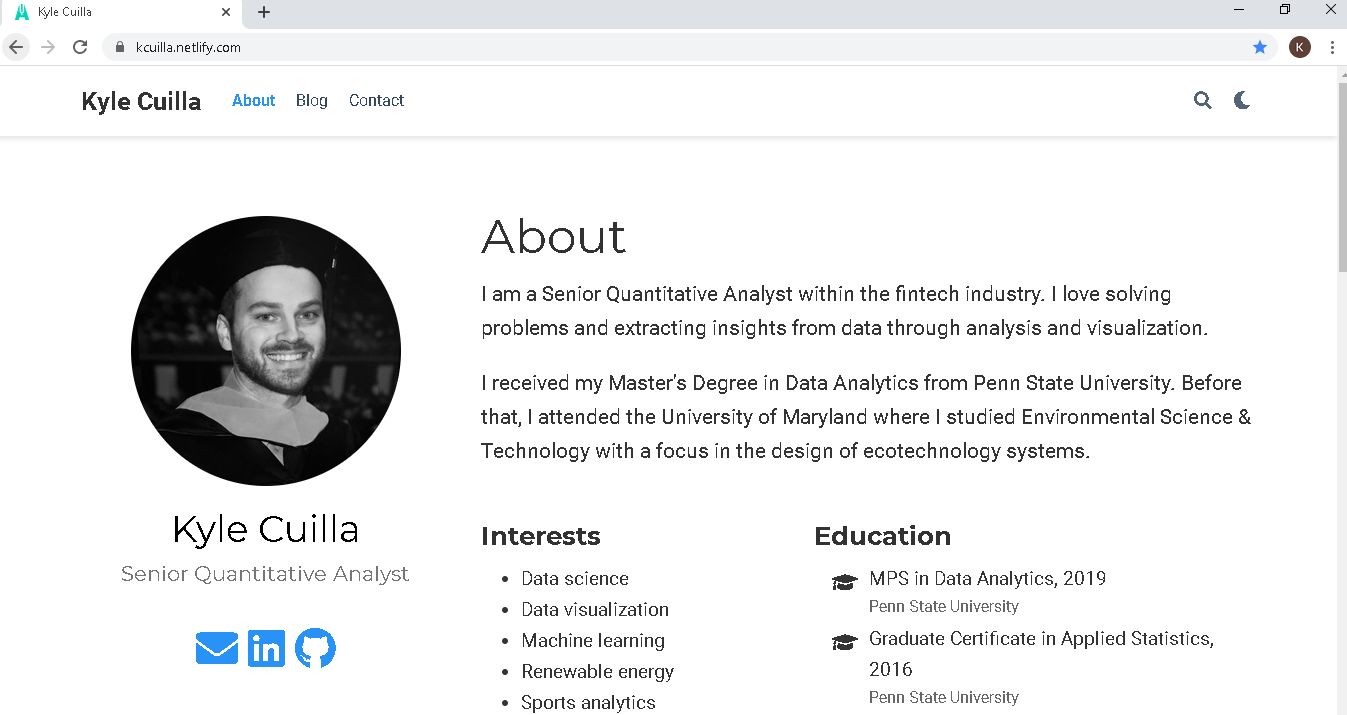 Kyle Cuilla
kcuilla.netlify.com
K
Kyle Cuilla About Blog Contact
About
I am a Senior Quantitative Analyst within the fintech industry. I love solving
problems and extracting insights from data through analysis and visualization.
I received my Master's Degree in Data Analytics from Penn State University. Before
that, I attended the University of Maryland where I studied Environmental Science &
Technology with a focus in the design of ecotechnology systems.
Kyle Cuilla
Senior Quantitative Analyst
in
Interests
Data science
Data visualization
Machine learning
Renewable energy
Sports analytics
Education
MPS in Data Analytics, 2019
Penn State University
Graduate Certificate in Applied Statistics,
2016
Penn State University